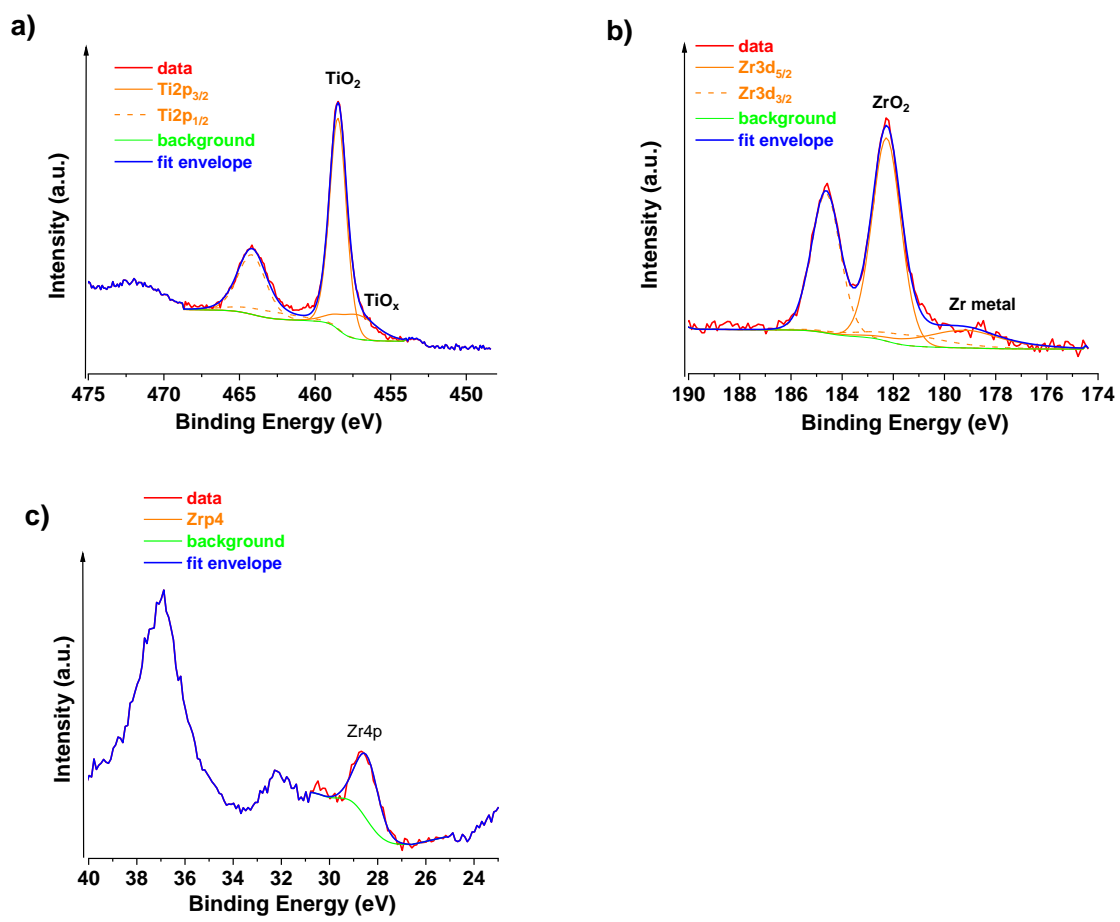 a)
data
Ti2p3/2
Ti2p1/2
background
fit envelope
TiO2
TiOx
Intensity (a.u.)
475 470 465 460 455 450
Binding Energy (eV)
b)
data
Zr3d5/2
Zr3d3/2
background
fit envelope
ZrO2
Zr metal
Intensity (a.u.)
190 188 186 184 182 180 178 176 174
Binding Energy (eV)
c)
data
Zrp4
background
fit envelope
Zr4p
Intensity (a.u.)
40 38 36 34 32 30 28 26 24
Binding Energy (eV)